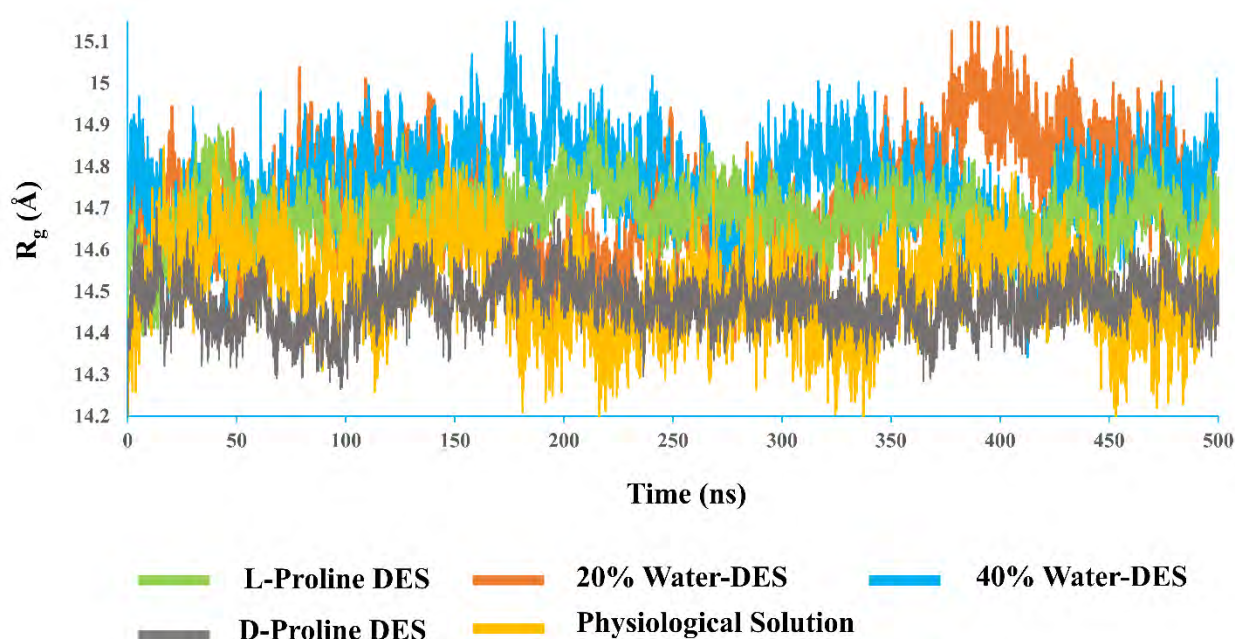 15.1
15
14.9
14.8
14.7
14.6
14.5
14.4
14.3
14.2
Rg (Å)
0 50 100 150 200 250 300 350 400 450 500
Time (ns)
L-Proline DES 20% Water-DES 40% Water-DES
D-Proline DES Physiological Solution